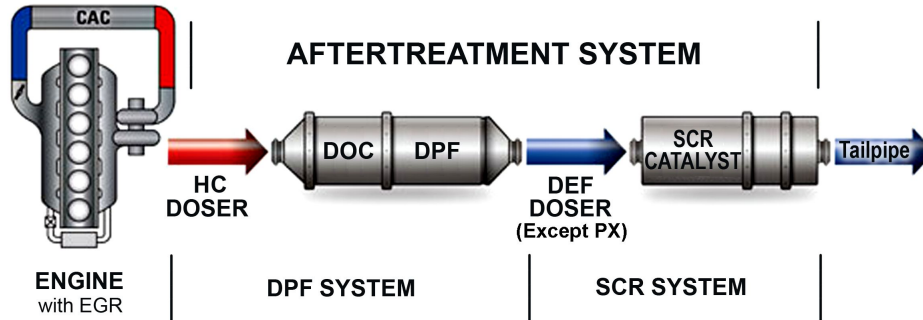 CAC
AFTERTREATMENT SYSTEM
DOC
DPF
SCR
CATALYST
Tailpipe
HC
DOSER
DEF
DOSER
(Except PX)
ENGINE
with EGR
DPF SYSTEM
SCR SYSTEM